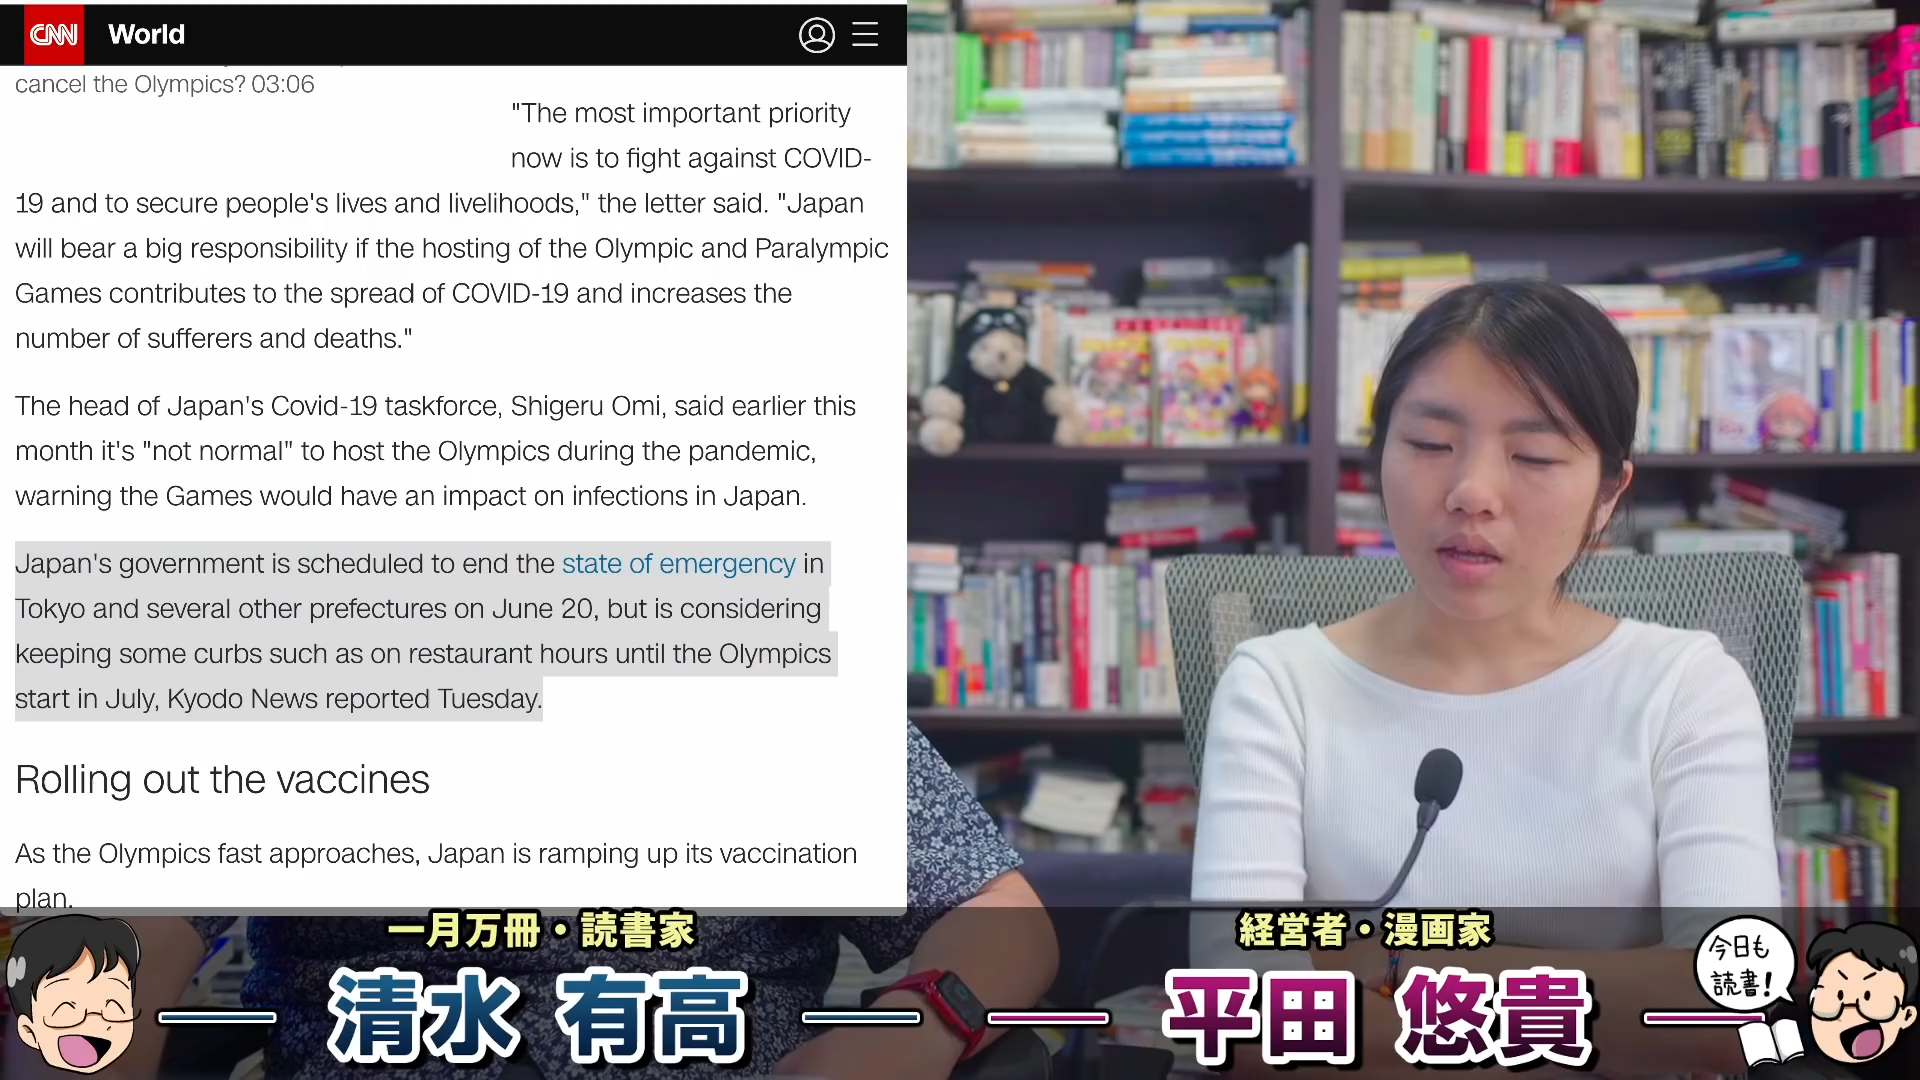 CNN World
cancel the Olympics? 03:06
"The most important priority
now is to fight against COVID-
19 and to secure people's lives and livelihoods," the letter said. "Japan
will bear a big responsibility if the hosting of the Olympic and Paralympic
Games contributes to the spread of COVID-19 and increases the
number of sufferers and deaths."
The head of Japan's Covid-19 taskforce, Shigeru Omi, said earlier this
month it's "not normal" to host the Olympics during the pandemic,
warning the Games would have an impact on infections in Japan.
Japan's government is scheduled to end the state of emergency in
Tokyo and several other prefectures on June 20, but is considering
keeping some curbs such as on restaurant hours until the Olympics
start in July, Kyodo News reported Tuesday.
Rolling out the vaccines
As the Olympics fast approaches, Japan is ramping up its vaccination
plan.
一月万冊・読書家
清水 有高
経営者・漫画家
平田 悠貴
今日も
読書!